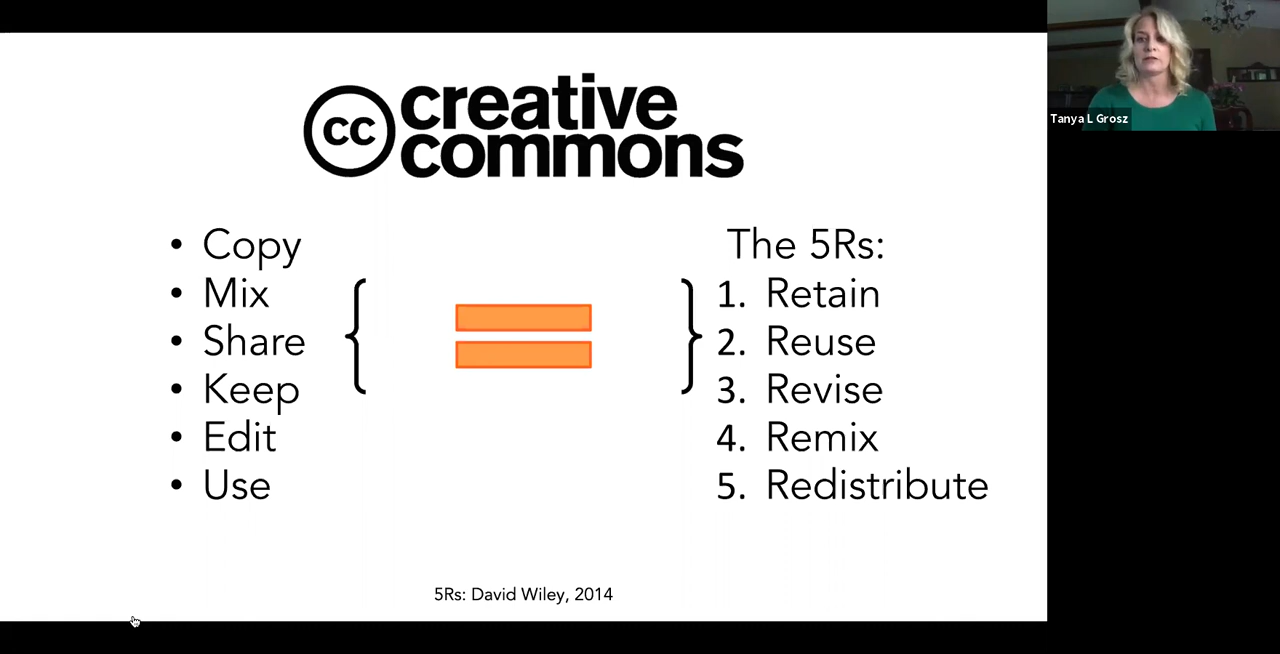 cc creative
commons
Tanya L Grosz
• Copy
• Mix
• Share
• Keep
• Edit
• Use
The 5Rs:
1. Retain
2. Reuse
3. Revise
4. Remix
5. Redistribute
5Rs: David Wiley, 2014